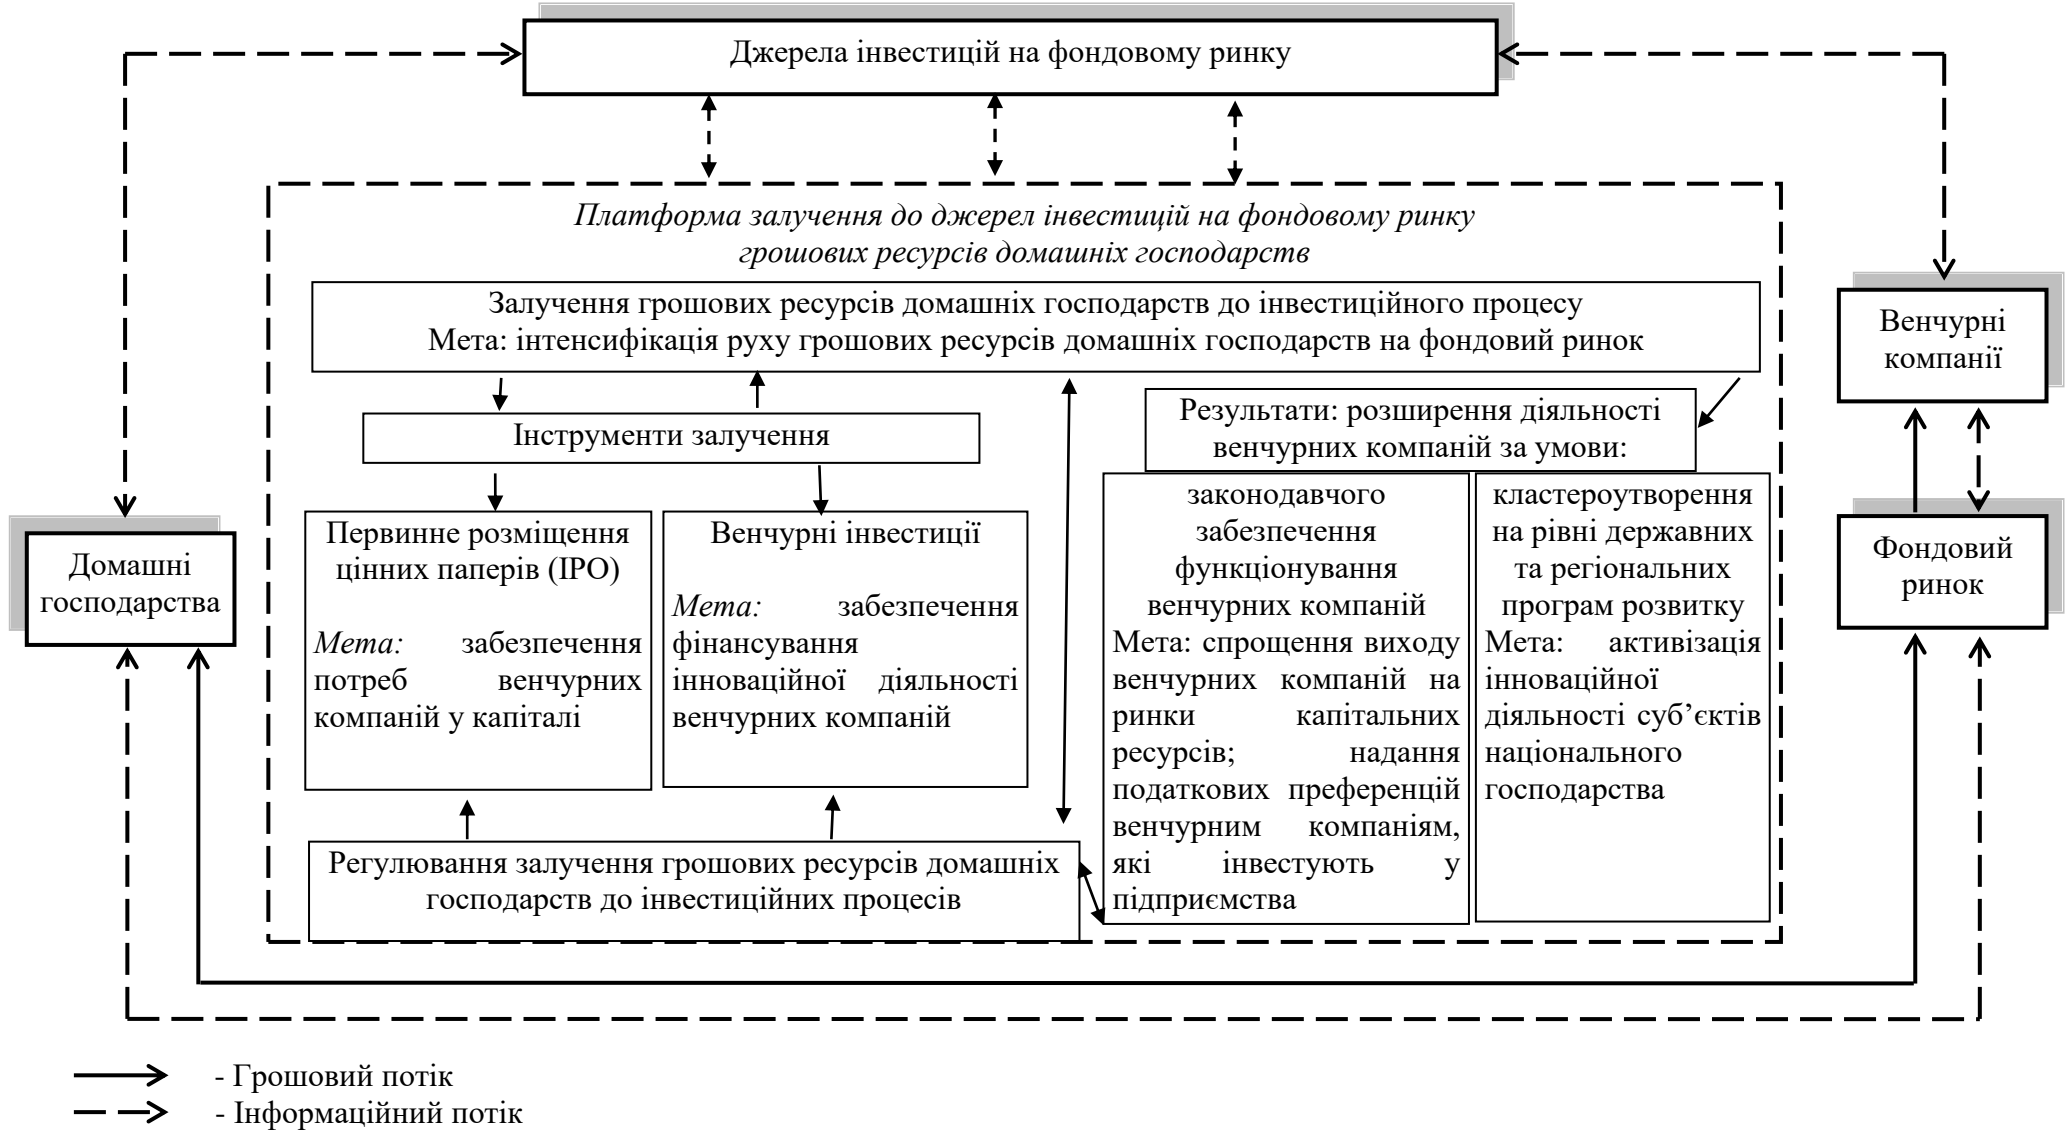 Джерела інвестицій на фондовому ринку
Платформа залучення до джерел інвестицій на фондовому ринку
грошових ресурсів домашніх господарств
Залучення грошових ресурсів домашніх господарств до інвестиційного процесу
Мета: інтенсифікація руху грошових ресурсів домашніх господарств на фондовий ринок
Венчурні
компанії
Інструменти залучення
Результати: розширення діяльності
венчурних компаній за умови:
Домашні
господарства
Первинне розміщення
цінних паперів (IPO)
Мета: забезпечення
потреб венчурних
компаній у капіталі
Венчурні інвестиції
Мета: забезпечення
фінансування
інноваційної діяльності
венчурних компаній
законодавчого
забезпечення
функціонування
венчурних компаній
Мета: спрощення виходу
венчурних компаній на
ринки капітальних
ресурсів; надання
податкових преференцій
венчурним компаніям,
які інвестують у
підприємства
кластероутворення
на рівні державних
та регіональних
програм розвитку
Мета: активізація
інноваційної
діяльності суб’єктів
національного
господарства
Фондовий
ринок
Регулювання залучення грошових ресурсів домашніх
господарств до інвестиційних процесів
- Грошовий потік
- Інформаційний потік